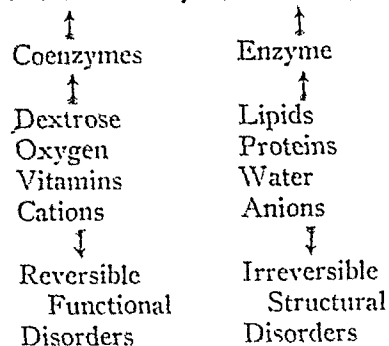 Coenzymes Enzyme
Dextrose Lipids
Oxygen Proteins
Vitamins Water
Cations Anions
Reversible Irreversible
Functional Structural
Disorders Disorders